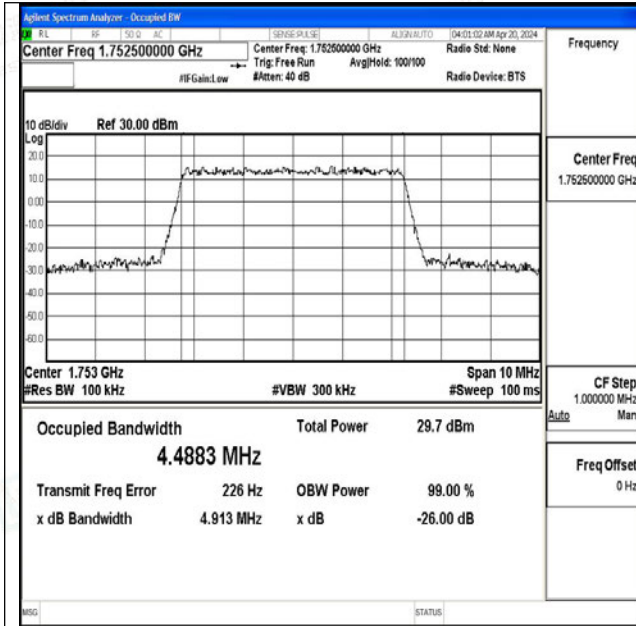 Agilent Spectrum Analyzer - Occupied BW
RL RF 50 Ω AC SENSE:PULSE ALIGN AUTO 04:01:02 AM Apr 20, 2024
Center Freq 1.752500000 GHz
Center Freq: 1.752500000 GHz
Radio Std: None
Trig: Free Run Avg|Hold: 100/100
#IFGain:Low #Atten: 40 dB Radio Device: BTS
Frequency
10 dB/div Ref 30.00 dBm
Log
20.0
10.0
0.00
-10.0
-20.0
-30.0
-40.0
-50.0
-60.0
Center Freq
1.752500000 GHz
Center 1.753 GHz Span 10 MHz
#Res BW 100 kHz #VBW 300 kHz #Sweep 100 ms
CF Step
1.000000 MHz
Auto Man
Occupied Bandwidth Total Power 29.7 dBm
4.4883 MHz
Transmit Freq Error 226 Hz OBW Power 99.00 %
x dB Bandwidth 4.913 MHz x dB -26.00 dB
Freq Offset
0 Hz
MSG STATUS